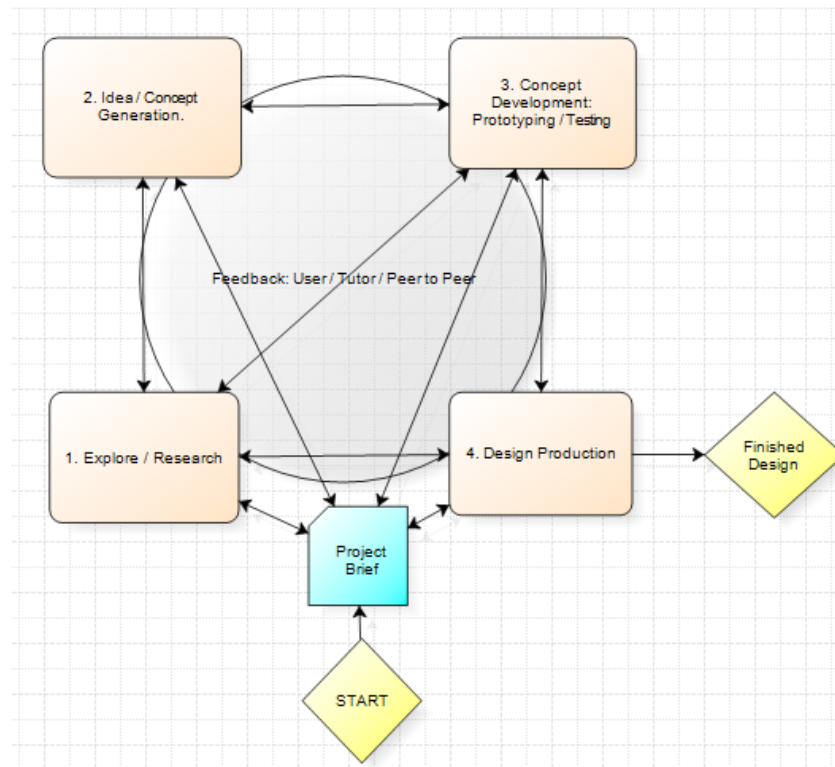 2. Idea / Concept
Generation.
3. Concept
Development:
Prototyping / Testing
Feedback: User / Tutor / Peer to Peer
1. Explore / Research
4. Design Production
Finished
Design
Project
Brief
START